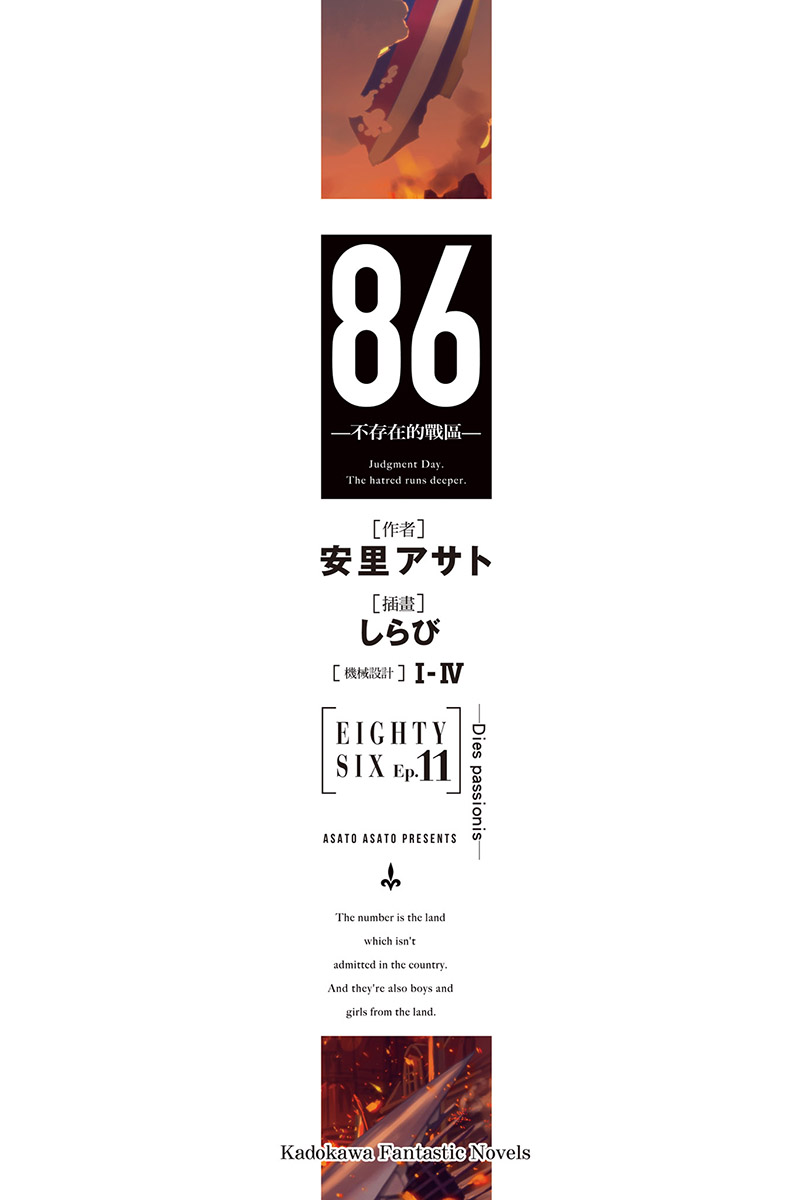 86
—不存在的戰區—
Judgment Day.
The hatred runs deeper.
[作者]
安里アサト
[插畫]
しらび
[機械設計] I-IV
EIGHTY
SIX Ep.11
—Dies passionis—
ASATO ASATO PRESENTS
The number is the land
which isn't
admitted in the country.
And they're also boys and
girls from the land.
Kadokawa Fantastic Novels